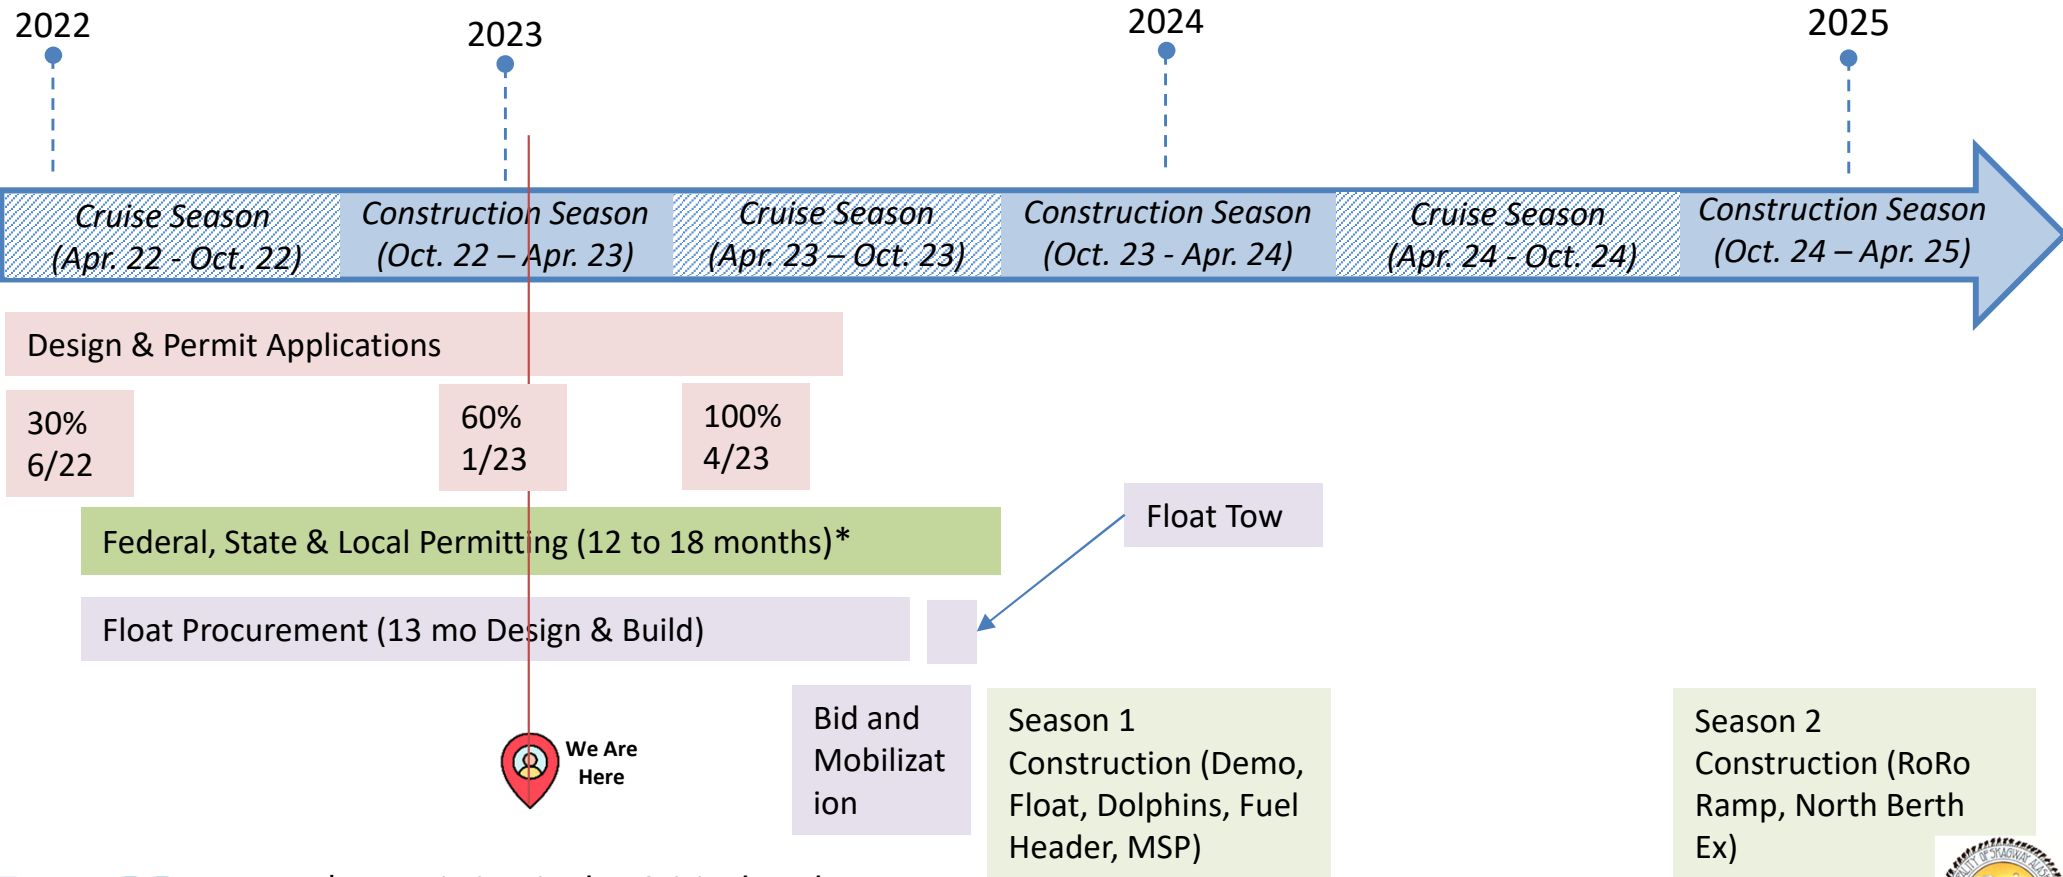 2022
2023
2024
2025
Cruise Season
(Apr. 22 - Oct. 22)
Construction Season
(Oct. 22 – Apr. 23)
Cruise Season
(Apr. 23 – Oct. 23)
Construction Season
(Oct. 23 - Apr. 24)
Cruise Season
(Apr. 24 - Oct. 24)
Construction Season
(Oct. 24 – Apr. 25)
Design & Permit Applications
30%
6/22
60%
1/23
100%
4/23
Federal, State & Local Permitting (12 to 18 months)*
Float Tow
Float Procurement (13 mo Design & Build)
Bid and
Mobilizat
ion
Season 1
Construction (Demo,
Float, Dolphins, Fuel
Header, MSP)
Season 2
Construction (RoRo
Ramp, North Berth
Ex)
We Are
Here
OF SKAGWAY